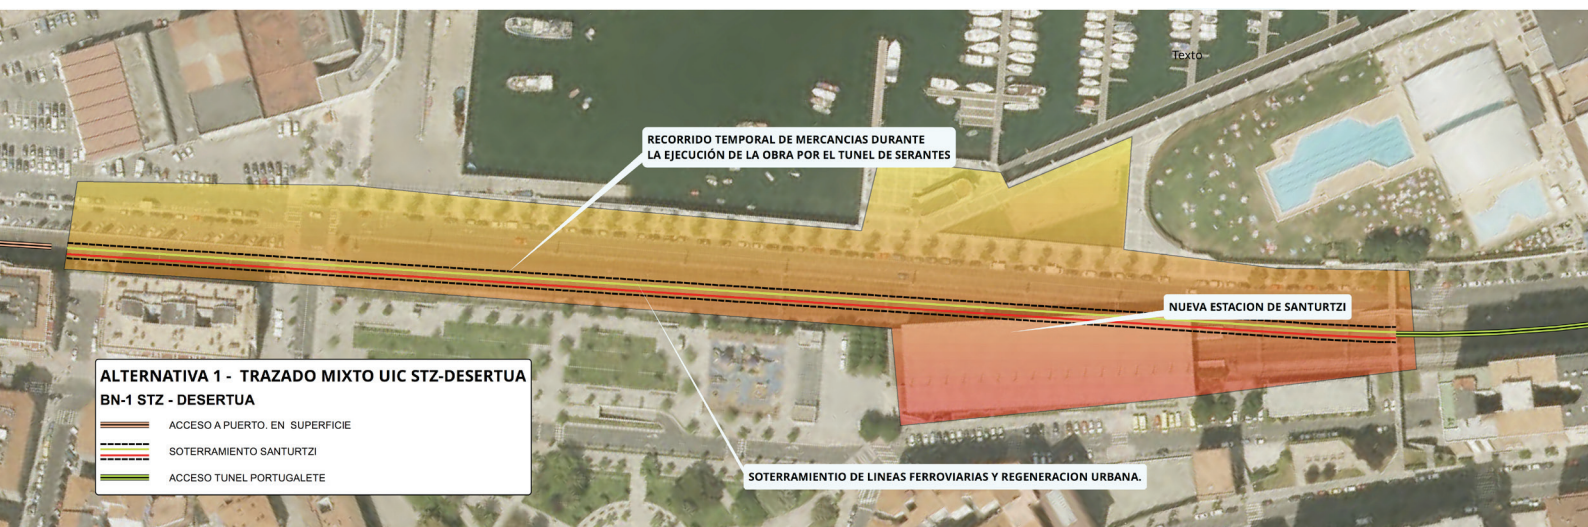 Texto
RECORRIDO TEMPORAL DE MERCANCIAS DURANTE
LA EJECUCIÓN DE LA OBRA POR EL TUNEL DE SERANTES
NUEVA ESTACION DE SANTURTZI
ALTERNATIVA 1 - TRAZADO MIXTO UIC STZ-DESERTUA
BN-1 STZ - DESERTUA
ACCESO A PUERTO. EN SUPERFICIE
SOTERRAMIENTO SANTURTZI
ACCESO TUNEL PORTUGALETE
SOTERRAMIENTO DE LINEAS FERROVIARIAS Y REGENERACION URBANA.